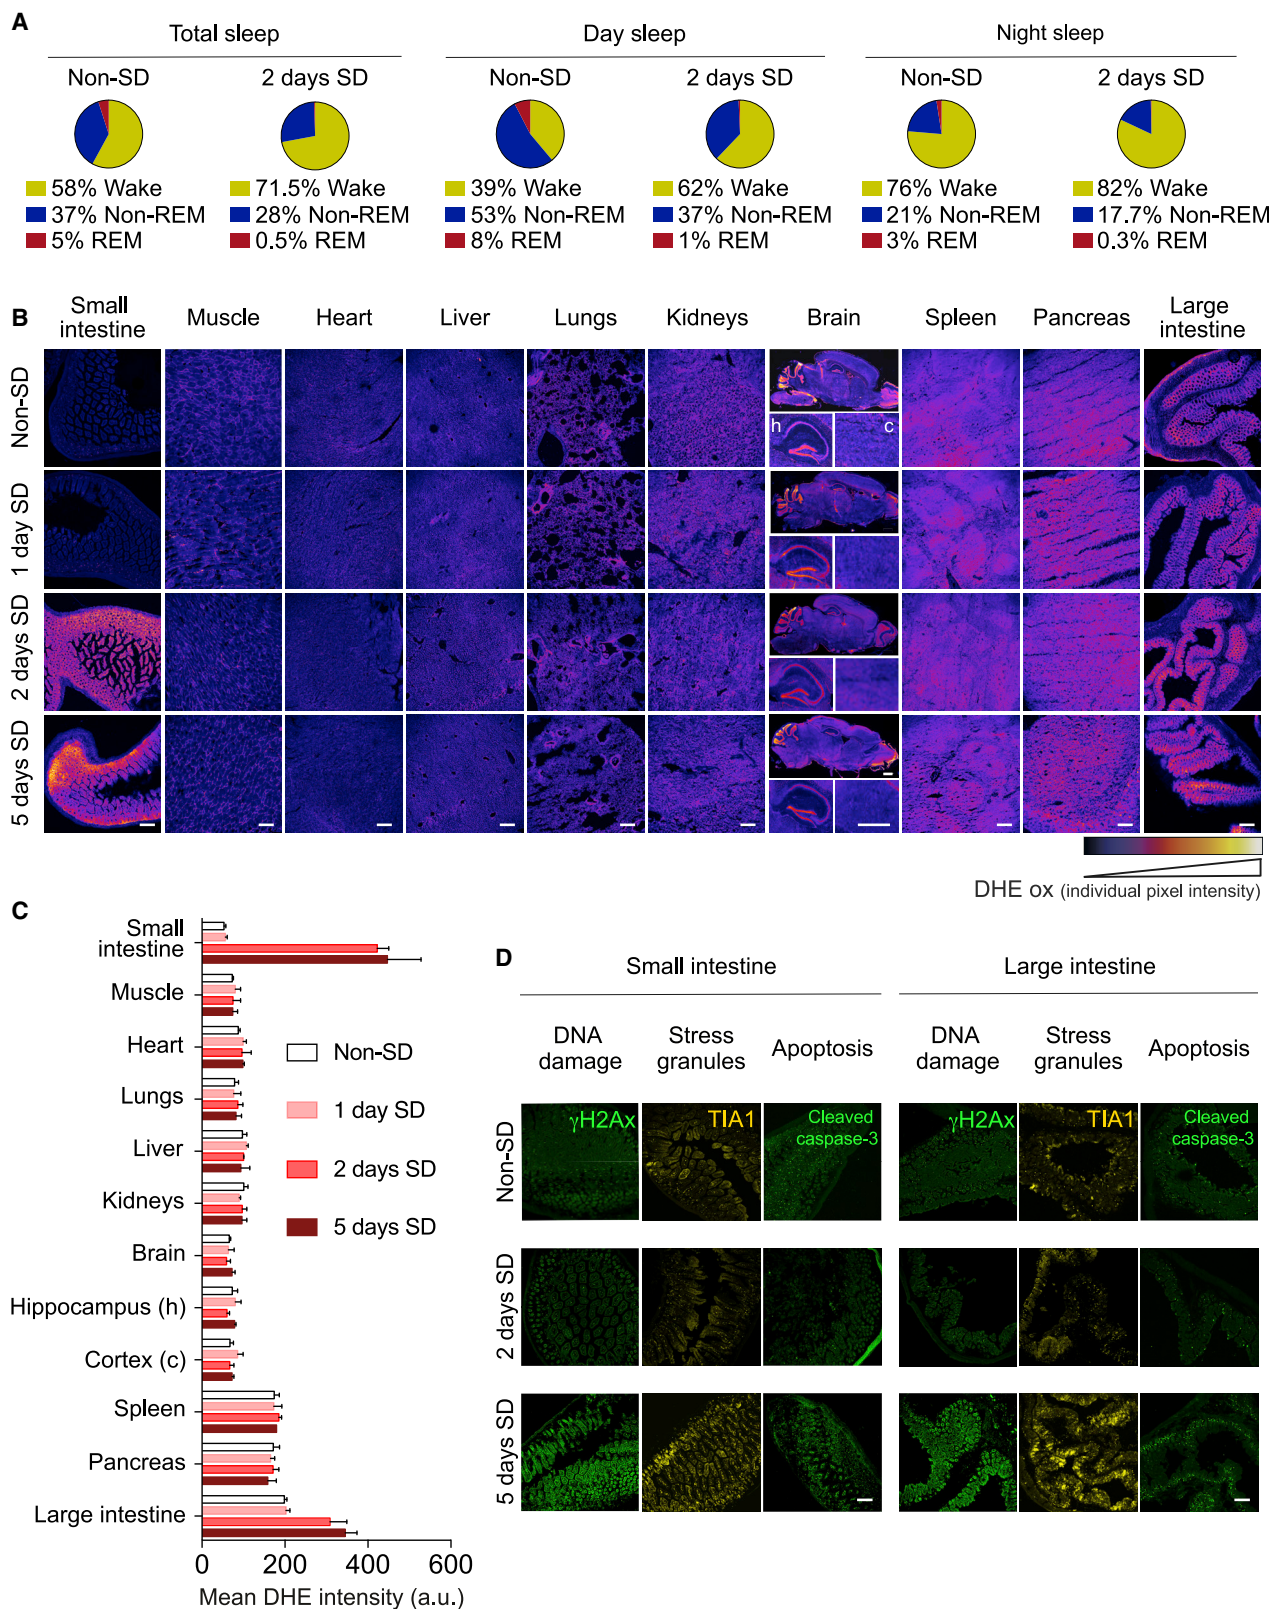 A
Total sleep
Day sleep
Night sleep
Non-SD
2 days SD
Non-SD
2 days SD
Non-SD
2 days SD
58% Wake
37% Non-REM
5% REM
71.5% Wake
28% Non-REM
0.5% REM
39% Wake
53% Non-REM
8% REM
62% Wake
37% Non-REM
1% REM
76% Wake
21% Non-REM
3% REM
82% Wake
17.7% Non-REM
0.3% REM
B
Small
intestine
Muscle
Heart
Liver
Lungs
Kidneys
Brain
Spleen
Pancreas
Large
intestine
Non-SD
h
c
1 day SD
2 days SD
5 days SD
DHE ox (individual pixel intensity)
C
Small
intestine
Muscle
Heart
Lungs
Liver
Kidneys
Brain
Hippocampus (h)
Cortex (c)
Spleen
Pancreas
Large intestine
Non-SD
1 day SD
2 days SD
5 days SD
0
200
400
600
Mean DHE intensity (a.u.)
D
Small intestine
Large intestine
DNA
damage
Stress
granules
Apoptosis
DNA
damage
Stress
granules
Apoptosis
Non-SD
γH2Ax
TIA1
Cleaved
caspase-3
γH2Ax
TIA1
Cleaved
caspase-3
2 days SD
5 days SD